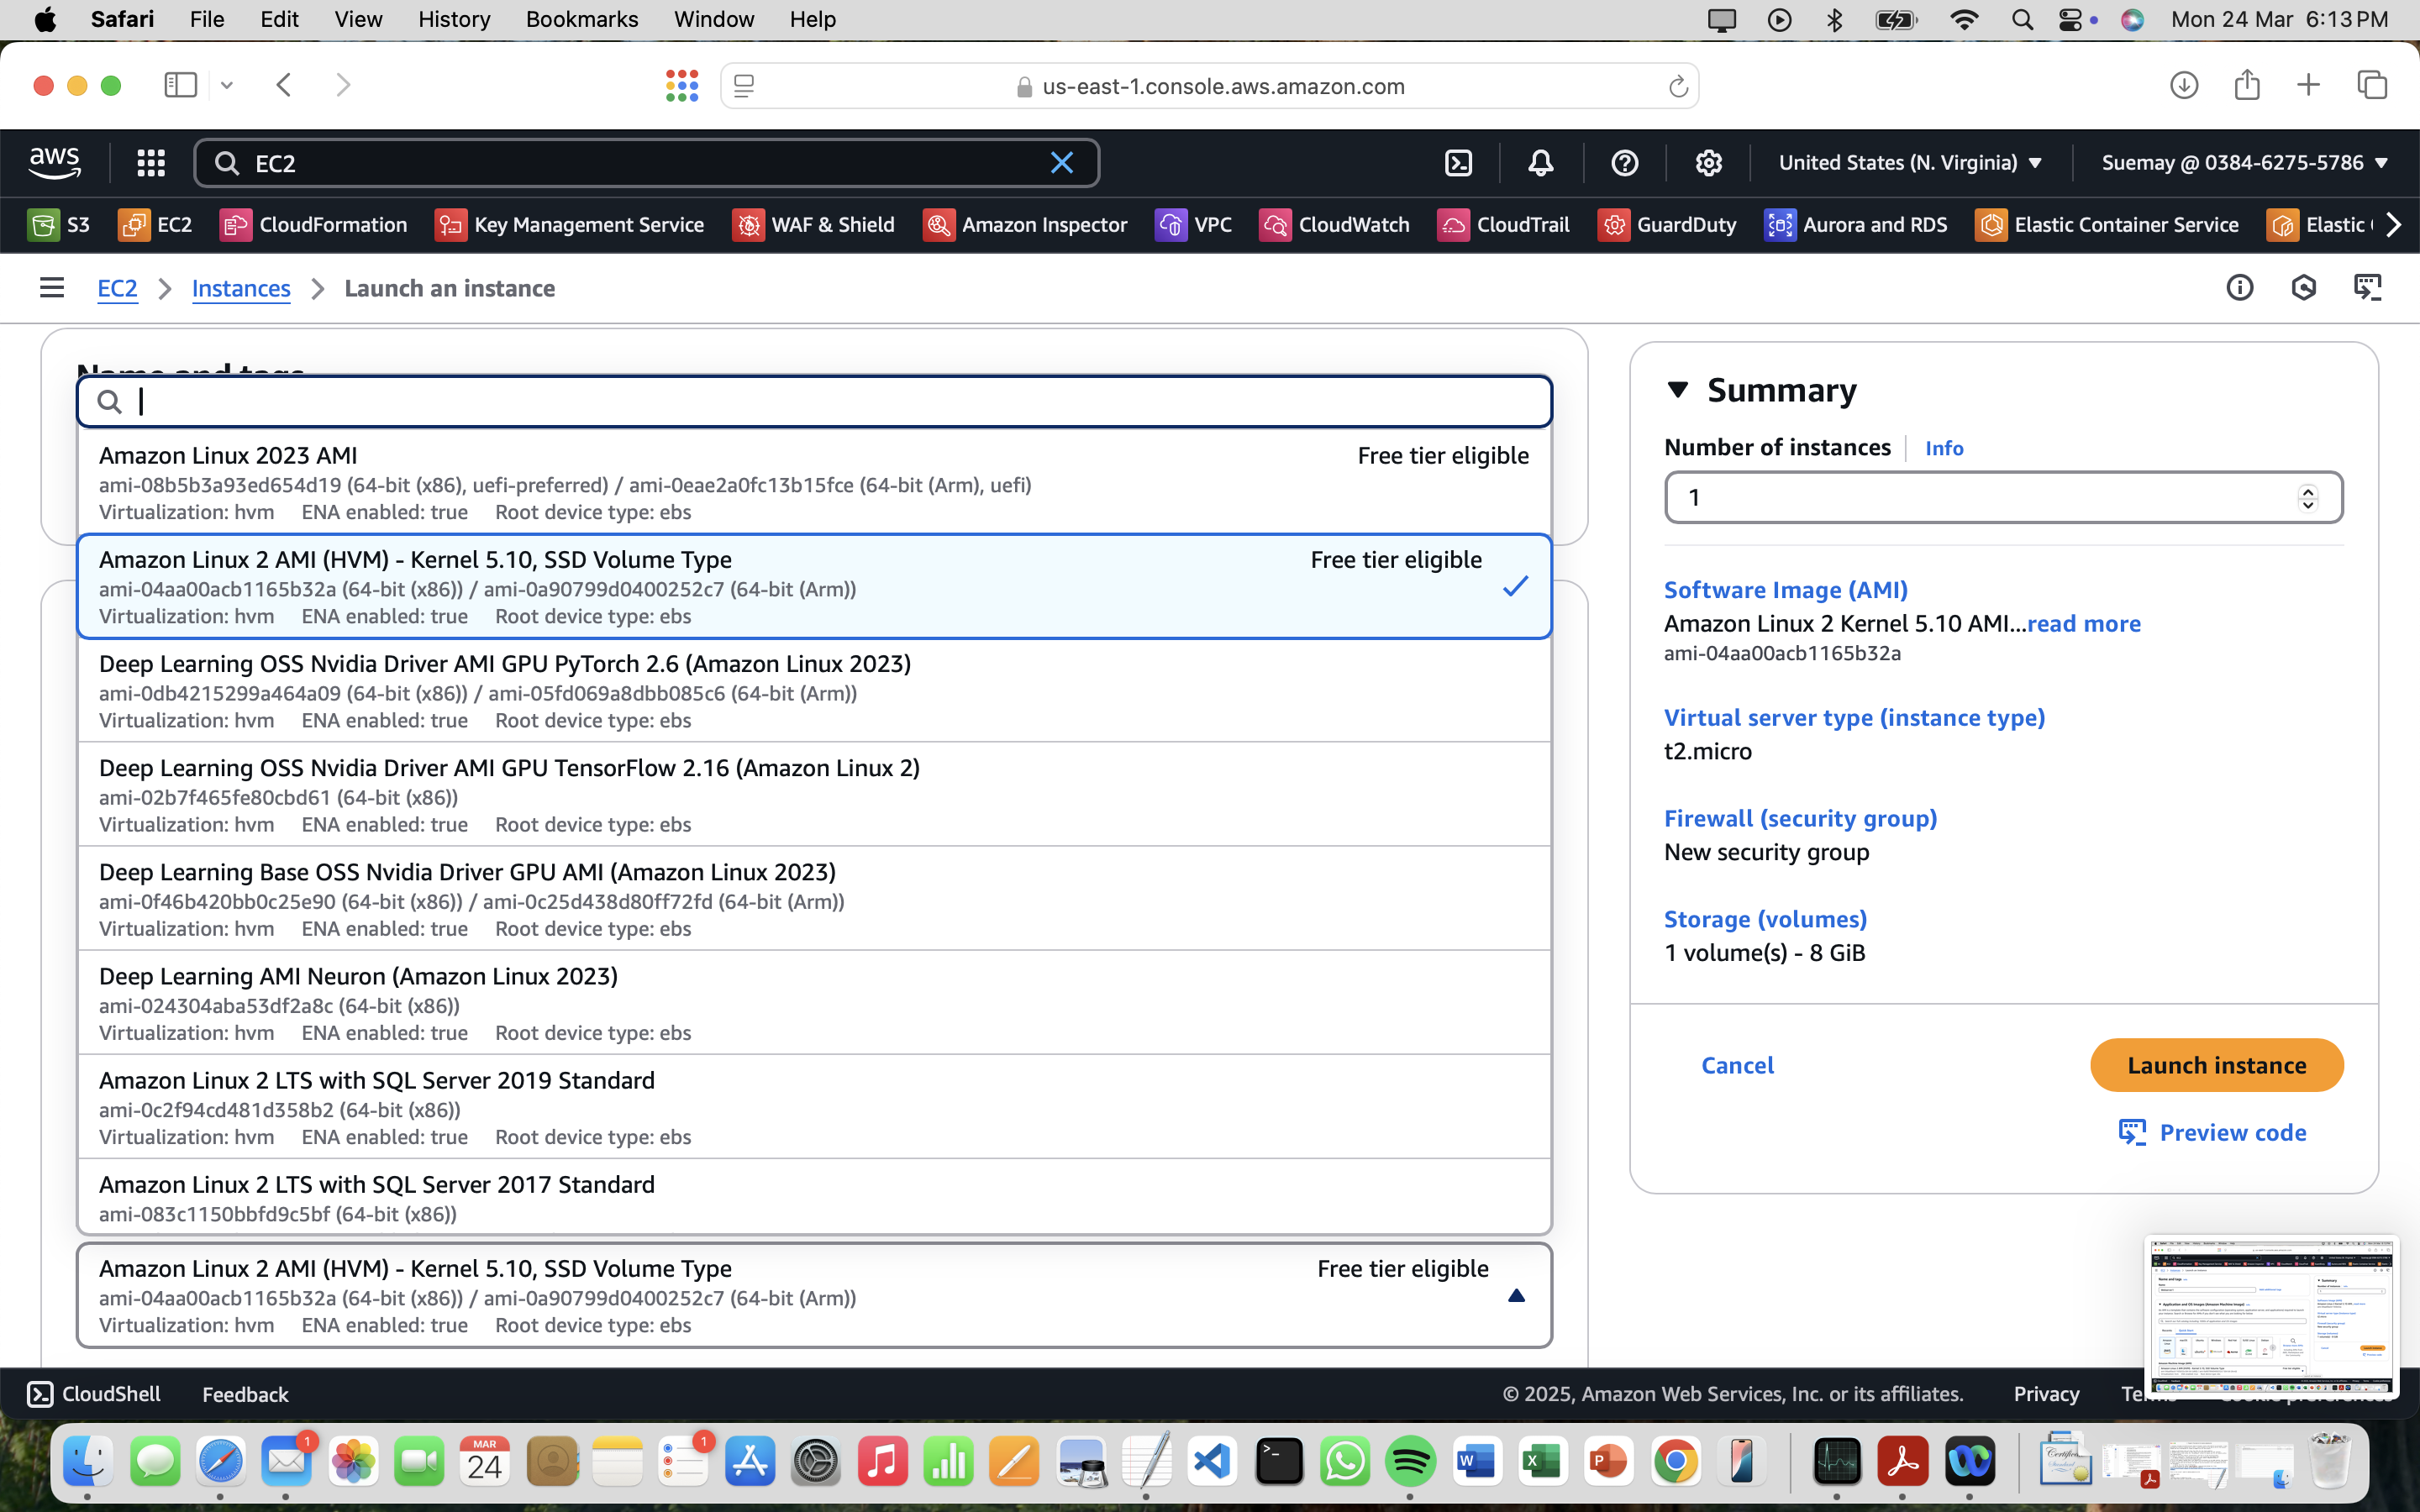 Safari File Edit View History Bookmarks Window Help
Mon 24 Mar 6:13 PM
us-east-1.console.aws.amazon.com
aws
EC2
United States (N. Virginia)
Suemay @ 0384-6275-5786
S3 EC2 CloudFormation Key Management Service WAF & Shield Amazon Inspector VPC CloudWatch CloudTrail GuardDuty Aurora and RDS Elastic Container Service Elastic
EC2 Instances Launch an instance
Name and tags
Amazon Linux 2023 AMI
Free tier eligible
ami-08b5b3a93ed654d19 (64-bit (x86), uefi-preferred) / ami-0eae2a0fc13b15fce (64-bit (Arm), uefi)
Virtualization: hvm ENA enabled: true Root device type: ebs
Amazon Linux 2 AMI (HVM) - Kernel 5.10, SSD Volume Type
Free tier eligible
ami-04aa00acb1165b32a (64-bit (x86)) / ami-0a90799d0400252c7 (64-bit (Arm))
Virtualization: hvm ENA enabled: true Root device type: ebs
Deep Learning OSS Nvidia Driver AMI GPU PyTorch 2.6 (Amazon Linux 2023)
ami-0db4215299a464a09 (64-bit (x86)) / ami-05fd069a8dbb085c6 (64-bit (Arm))
Virtualization: hvm ENA enabled: true Root device type: ebs
Deep Learning OSS Nvidia Driver AMI GPU TensorFlow 2.16 (Amazon Linux 2)
ami-02b7f465fe80cbd61 (64-bit (x86))
Virtualization: hvm ENA enabled: true Root device type: ebs
Deep Learning Base OSS Nvidia Driver GPU AMI (Amazon Linux 2023)
ami-0f46b420bb0c25e90 (64-bit (x86)) / ami-0c25d438d80ff72fd (64-bit (Arm))
Virtualization: hvm ENA enabled: true Root device type: ebs
Deep Learning AMI Neuron (Amazon Linux 2023)
ami-024304aba53df2a8c (64-bit (x86))
Virtualization: hvm ENA enabled: true Root device type: ebs
Amazon Linux 2 LTS with SQL Server 2019 Standard
ami-0c2f94cd481d358b2 (64-bit (x86))
Virtualization: hvm ENA enabled: true Root device type: ebs
Amazon Linux 2 LTS with SQL Server 2017 Standard
ami-083c1150bbfd9c5bf (64-bit (x86))
Amazon Linux 2 AMI (HVM) - Kernel 5.10, SSD Volume Type
Free tier eligible
ami-04aa00acb1165b32a (64-bit (x86)) / ami-0a90799d0400252c7 (64-bit (Arm))
Virtualization: hvm ENA enabled: true Root device type: ebs
Summary
Number of instances
Info
1
Software Image (AMI)
Amazon Linux 2 Kernel 5.10 AMI...read more
ami-04aa00acb1165b32a
Virtual server type (instance type)
t2.micro
Firewall (security group)
New security group
Storage (volumes)
1 volume(s) - 8 GiB
Cancel
Launch instance
Preview code
CloudShell
Feedback
© 2025, Amazon Web Services, Inc. or its affiliates.
Privacy
MAR
24
1
1